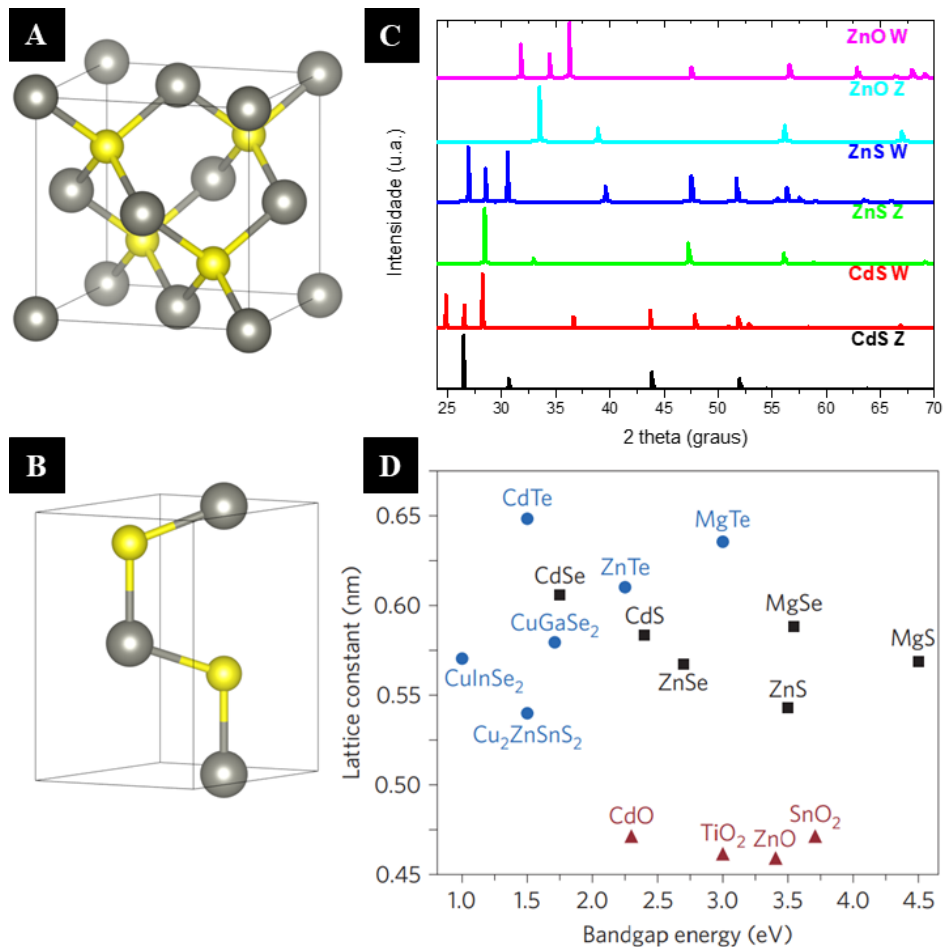 A
C
ZnO W
ZnO Z
ZnS W
ZnS Z
CdS W
CdS Z
Intensidade (u.a.)
25 30 35 40 45 50 55 60 65 70
2 theta (graus)
B
D
0.65
0.60
0.55
0.50
0.45
Lattice constant (nm)
CdTe
MgTe
CdSe
ZnTe
CuGaSe₂
CdS
MgSe
MgS
CuInSe₂
ZnSe
ZnS
Cu₂ZnSnS₂
CdO
TiO₂
ZnO
SnO₂
1.0 1.5 2.0 2.5 3.0 3.5 4.0 4.5
Bandgap energy (eV)